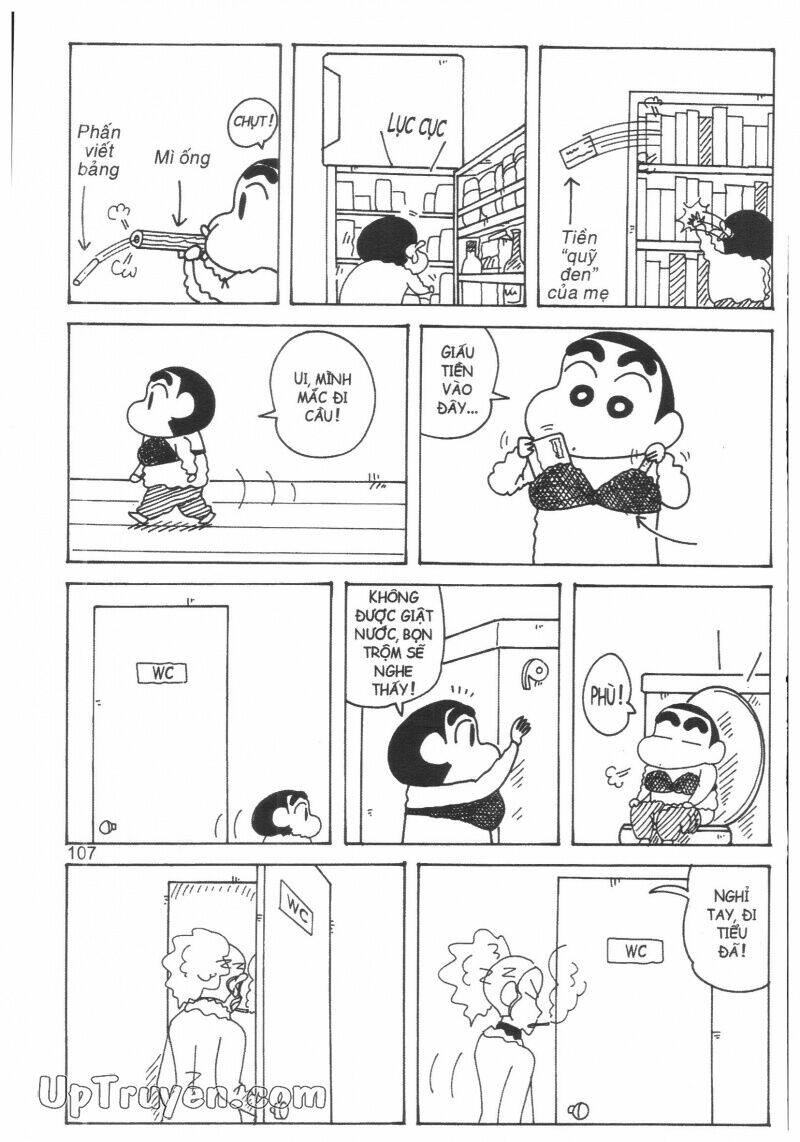 Tiền
"quỹ
đen"
của mẹ
LỤC CỤC
CHỤT!
Mì ống
Phấn
viết
bảng
GIẤU
TIỀN
VÀO
ĐÂY...
UI, MÌNH
MẮC ĐI
CẦU!
PHÙ!
KHÔNG
ĐƯỢC GIẬT
NƯỚC, BỌN
TRỘM SẼ
NGHE
THẤY!
WC
107
NGHỈ
TAY, ĐI
TIỂU
ĐÃ!
WC
WC
UpTruyen.com